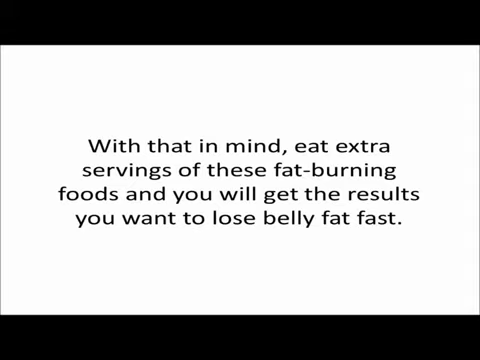 With that in mind, eat extra
servings of these fat-burning
foods and you will get the results
you want to lose belly fat fast.